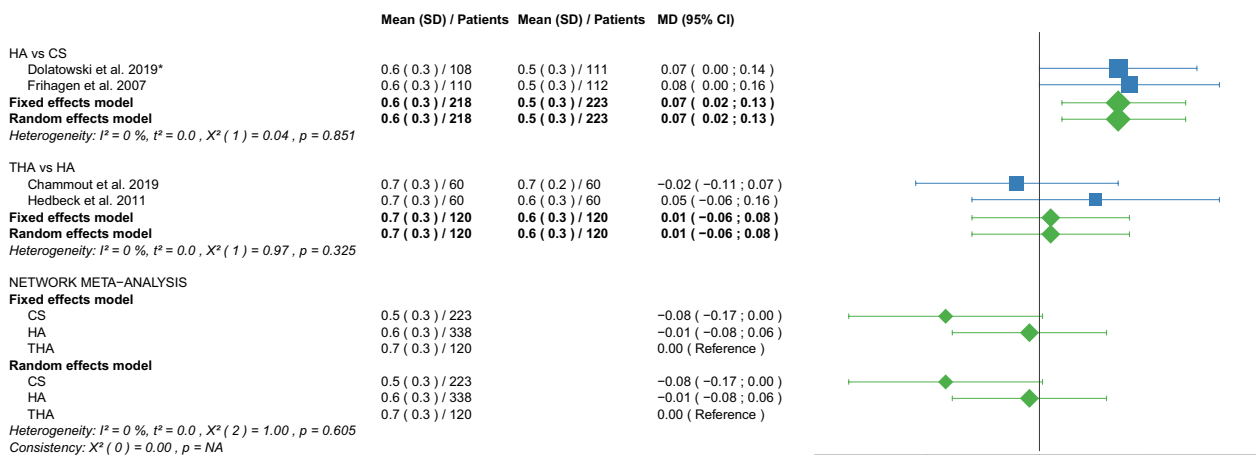 Mean (SD) / Patients Mean (SD) / Patients MD (95% CI)
HA vs CS
Dolatowski et al. 2019* 0.6 ( 0.3 ) / 108 0.5 ( 0.3 ) / 111 0.07 ( 0.00 ; 0.14 )
Frihagen et al. 2007 0.6 ( 0.3 ) / 110 0.5 ( 0.3 ) / 112 0.08 ( 0.00 ; 0.16 )
Fixed effects model 0.6 ( 0.3 ) / 218 0.5 ( 0.3 ) / 223 0.07 ( 0.02 ; 0.13 )
Random effects model 0.6 ( 0.3 ) / 218 0.5 ( 0.3 ) / 223 0.07 ( 0.02 ; 0.13 )
Heterogeneity: I² = 0 %, t² = 0.0 , X² ( 1 ) = 0.04 , p = 0.851
THA vs HA
Chammout et al. 2019 0.7 ( 0.3 ) / 60 0.7 ( 0.2 ) / 60 −0.02 ( −0.11 ; 0.07 )
Hedbeck et al. 2011 0.7 ( 0.3 ) / 60 0.6 ( 0.3 ) / 60 0.05 ( −0.06 ; 0.16 )
Fixed effects model 0.7 ( 0.3 ) / 120 0.6 ( 0.3 ) / 120 0.01 ( −0.06 ; 0.08 )
Random effects model 0.7 ( 0.3 ) / 120 0.6 ( 0.3 ) / 120 0.01 ( −0.06 ; 0.08 )
Heterogeneity: I² = 0 %, t² = 0.0 , X² ( 1 ) = 0.97 , p = 0.325
NETWORK META−ANALYSIS
Fixed effects model
CS 0.5 ( 0.3 ) / 223 −0.08 ( −0.17 ; 0.00 )
HA 0.6 ( 0.3 ) / 338 −0.01 ( −0.08 ; 0.06 )
THA 0.7 ( 0.3 ) / 120 0.00 ( Reference )
Random effects model
CS 0.5 ( 0.3 ) / 223 −0.08 ( −0.17 ; 0.00 )
HA 0.6 ( 0.3 ) / 338 −0.01 ( −0.08 ; 0.06 )
THA 0.7 ( 0.3 ) / 120 0.00 ( Reference )
Heterogeneity: I² = 0 %, t² = 0.0 , X² ( 2 ) = 1.00 , p = 0.605
Consistency: X² ( 0 ) = 0.00 , p = NA